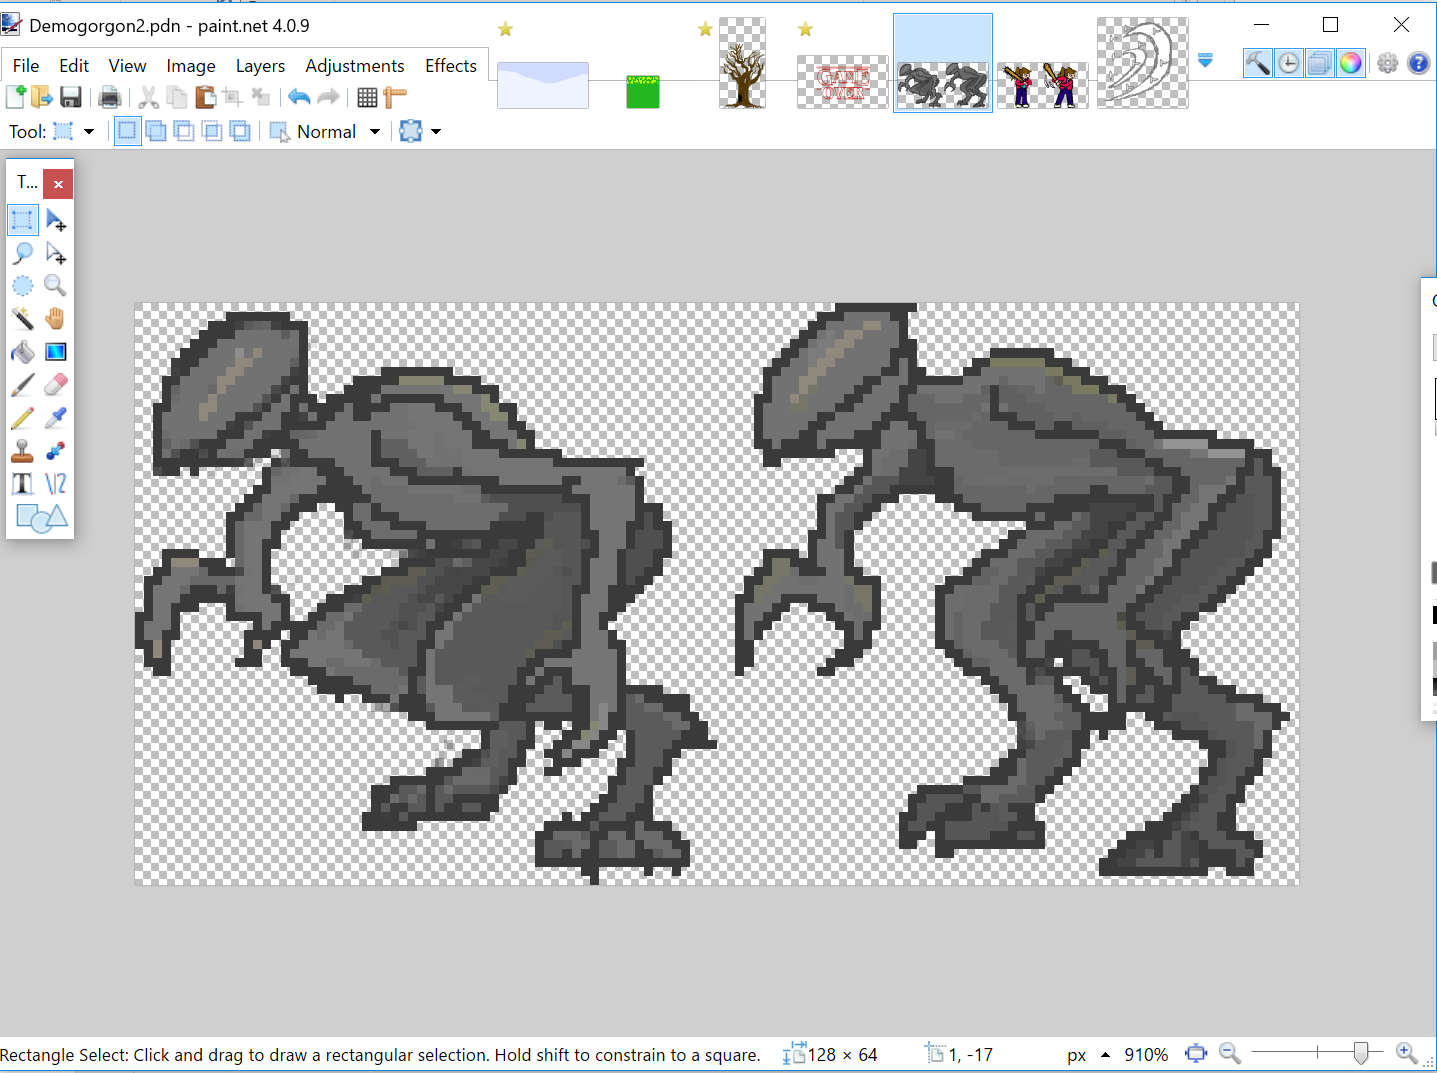 Demogorgon2.pdn - paint.net 4.0.9
File Edit View Image Layers Adjustments Effects
GAME
OVER
Tool: Normal
T...
Rectangle Select: Click and drag to draw a rectangular selection. Hold shift to constrain to a square. 128 × 64 1, -17 px 910%